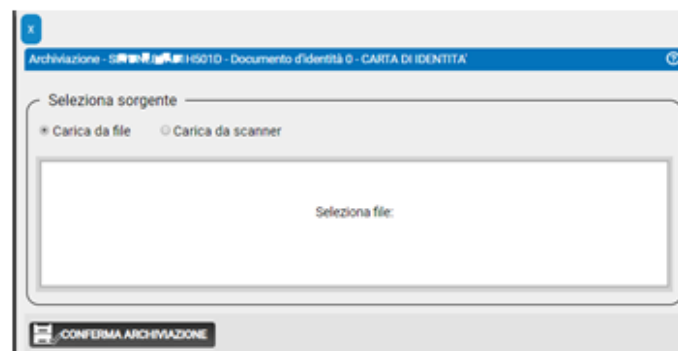 x
Archiviazione - H501D - Documento d'identità 0 - CARTA DI IDENTITA'
?
Seleziona sorgente
Carica da file Carica da scanner
Seleziona file:
CONFERMA ARCHIVIAZIONE